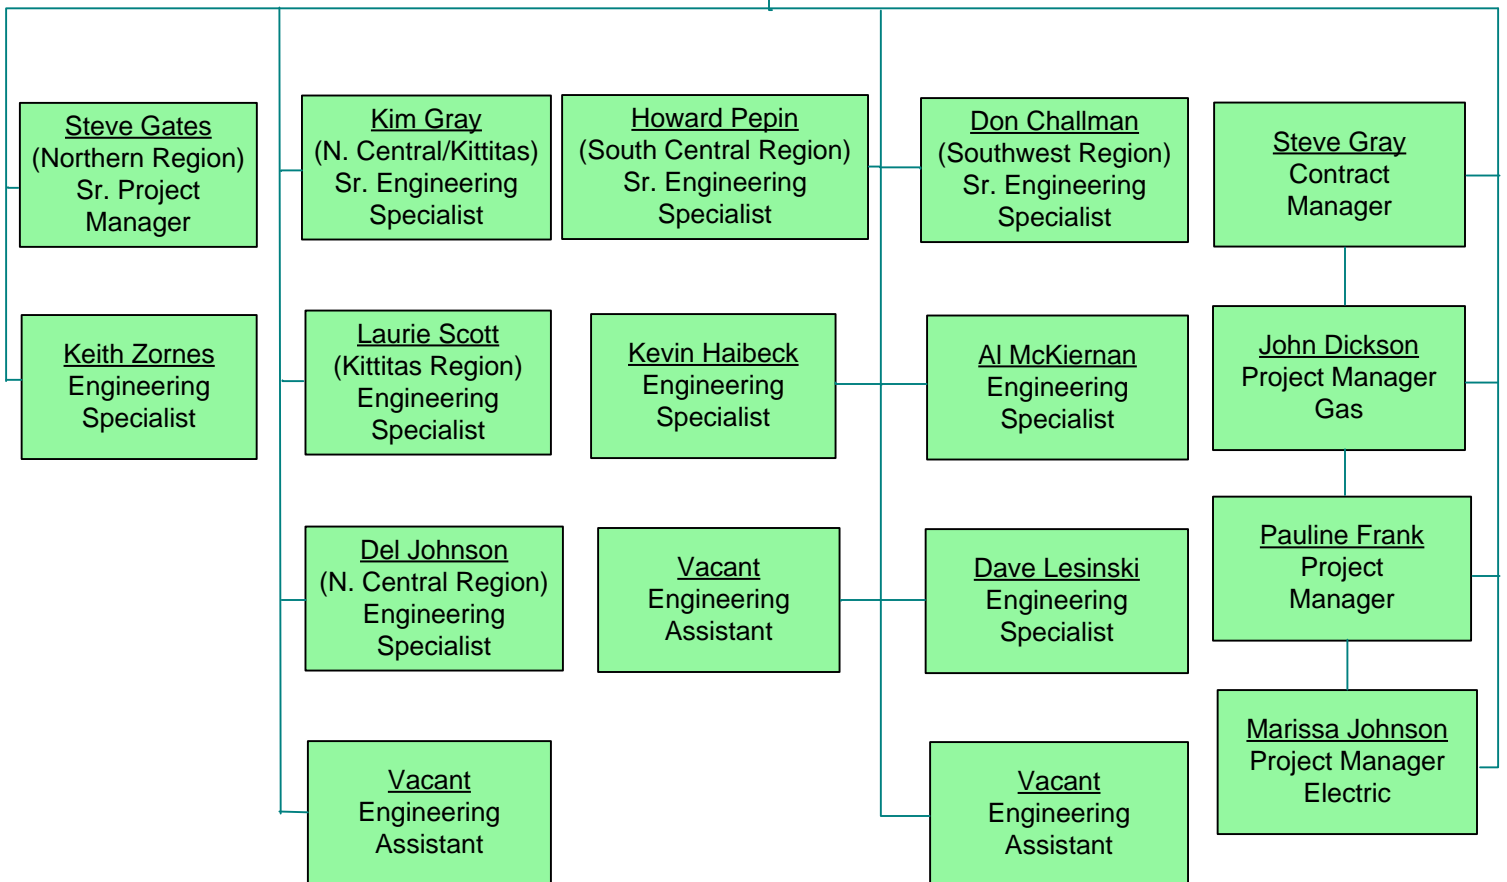 Steve Gates
(Northern Region)
Sr. Project
Manager
Kim Gray
(N. Central/Kittitas)
Sr. Engineering
Specialist
Howard Pepin
(South Central Region)
Sr. Engineering
Specialist
Don Challman
(Southwest Region)
Sr. Engineering
Specialist
Steve Gray
Contract
Manager
Keith Zornes
Engineering
Specialist
Laurie Scott
(Kittitas Region)
Engineering
Specialist
Kevin Haibeck
Engineering
Specialist
Al McKiernan
Engineering
Specialist
John Dickson
Project Manager
Gas
Del Johnson
(N. Central Region)
Engineering
Specialist
Vacant
Engineering
Assistant
Dave Lesinski
Engineering
Specialist
Pauline Frank
Project
Manager
Vacant
Engineering
Assistant
Vacant
Engineering
Assistant
Marissa Johnson
Project Manager
Electric